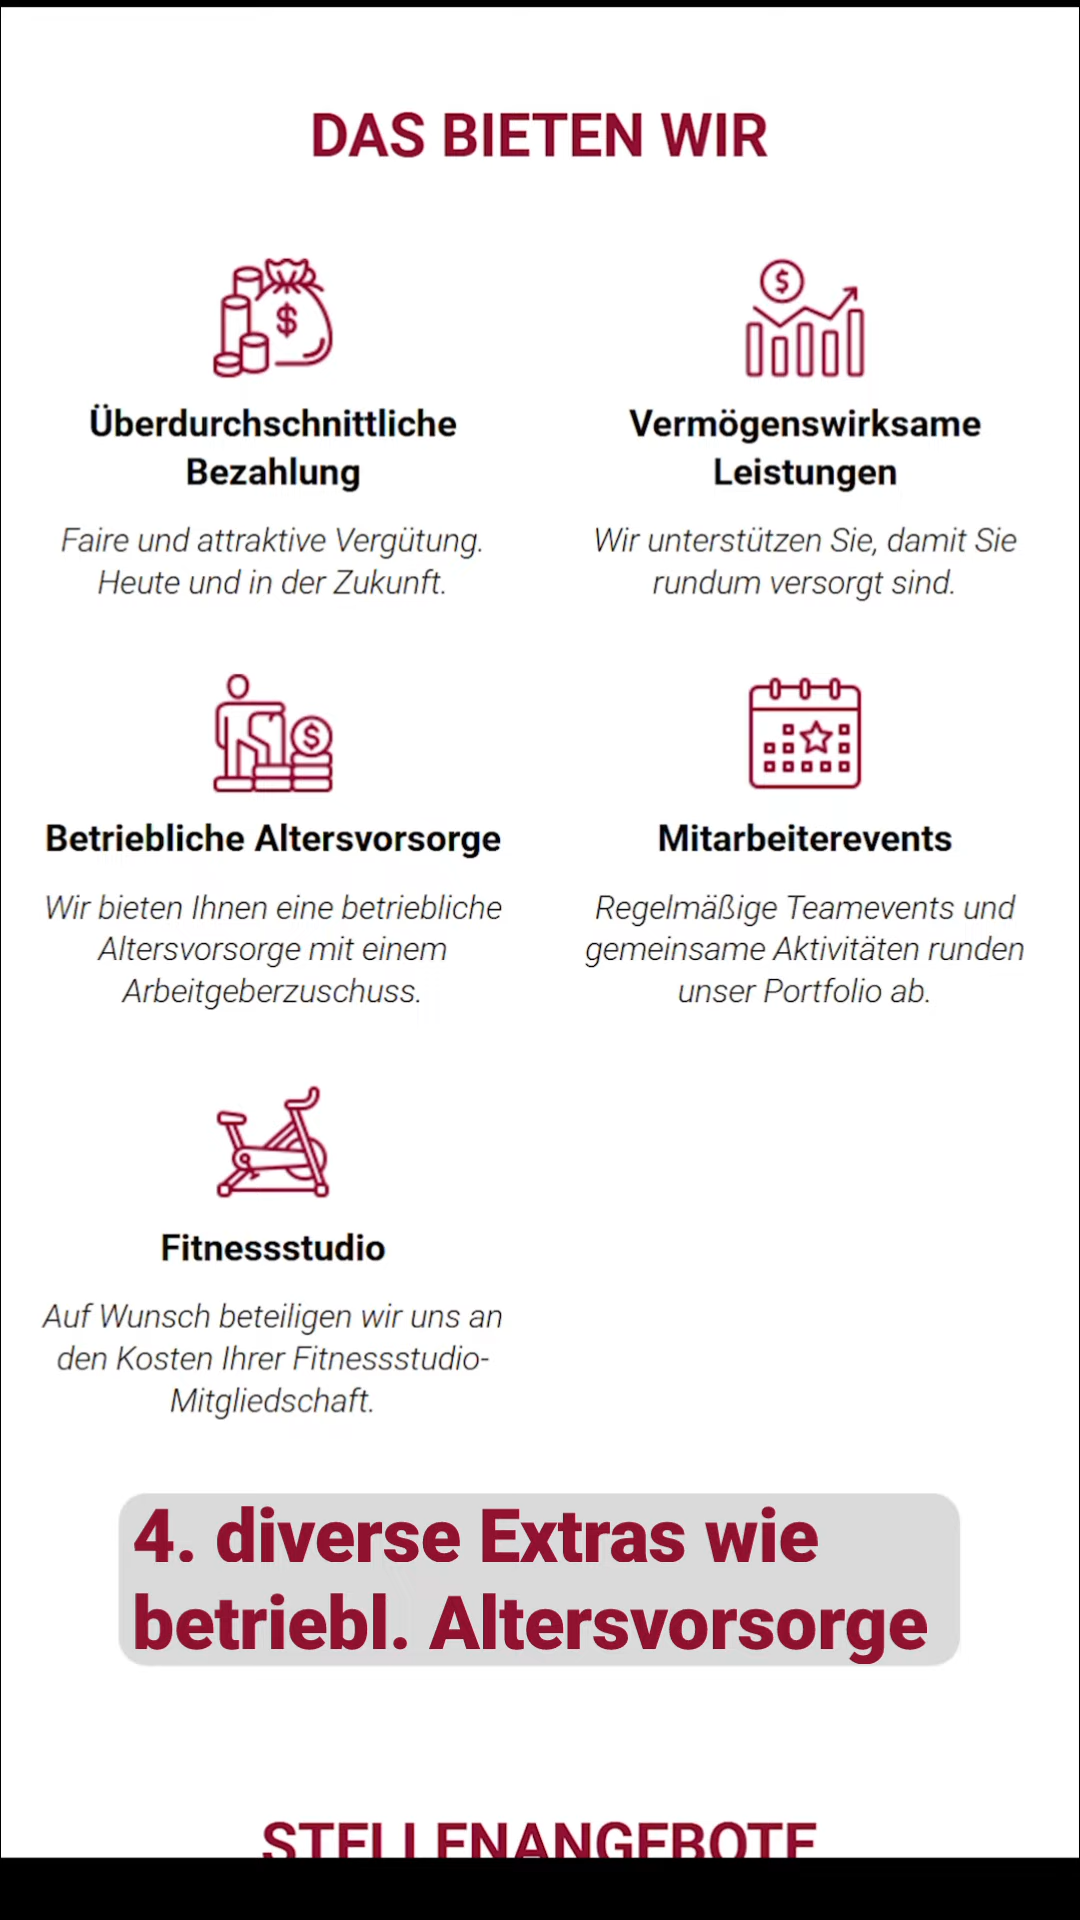 DAS BIETEN WIR
Überdurchschnittliche
Bezahlung
Faire und attraktive Vergütung.
Heute und in der Zukunft.
Vermögenswirksame
Leistungen
Wir unterstützen Sie, damit Sie
rundum versorgt sind.
Betriebliche Altersvorsorge
Wir bieten Ihnen eine betriebliche
Altersvorsorge mit einem
Arbeitgeberzuschuss.
Mitarbeiterevents
Regelmäßige Teamevents und
gemeinsame Aktivitäten runden
unser Portfolio ab.
Fitnessstudio
Auf Wunsch beteiligen wir uns an
den Kosten Ihrer Fitnessstudio-
Mitgliedschaft.
4. diverse Extras wie
betriebl. Altersvorsorge
STELLENANGEBOTE